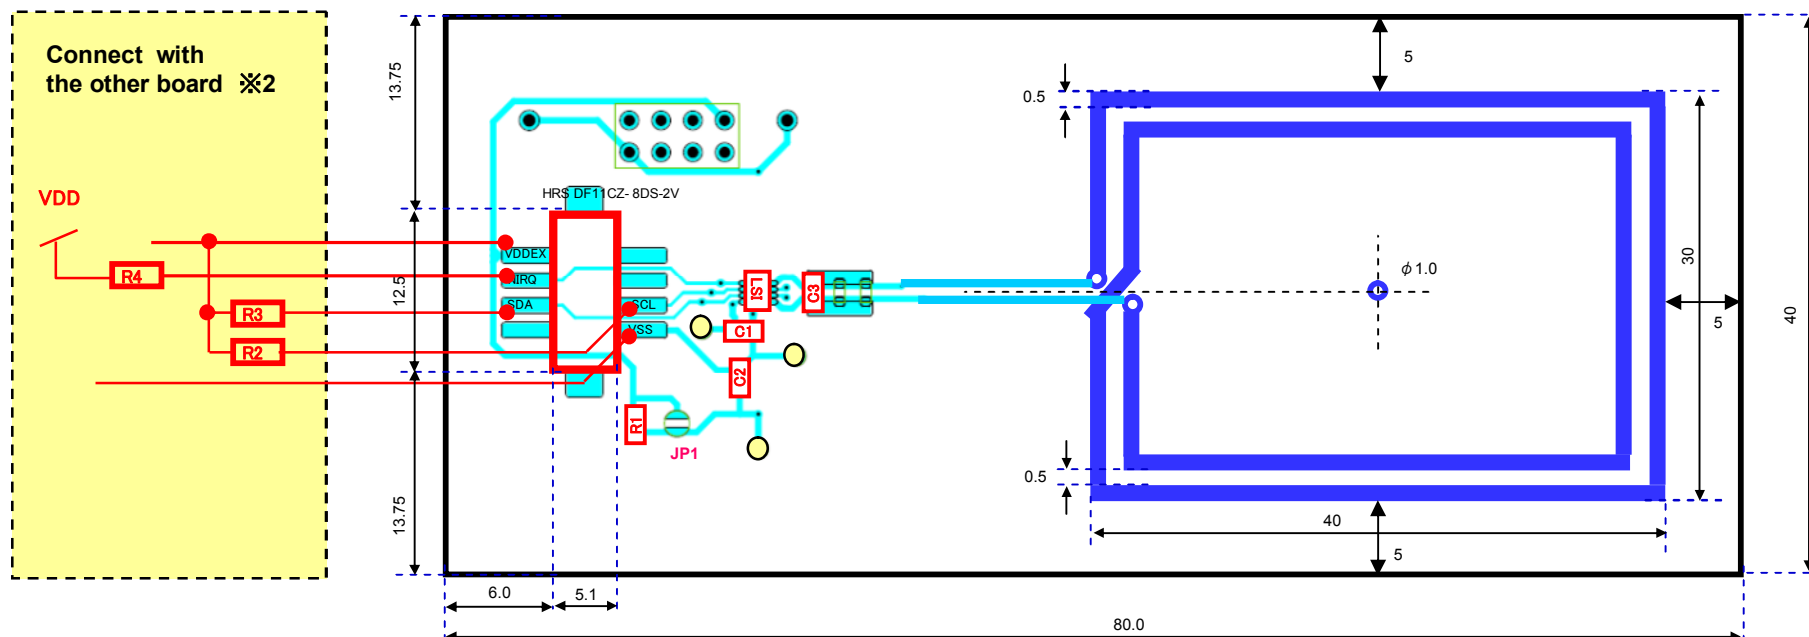 Connect with
the other board ※2
VDD
R4
R3
R2
13.75
12.5
13.75
HRS DF11CZ- 8DS-2V
VDDEX
NIRQ
SDA
SCL
VSS
LSI
C3
C1
C2
R1
JP1
0.5
5
ϕ1.0
30
5
40
0.5
40
5
6.0
5.1
80.0